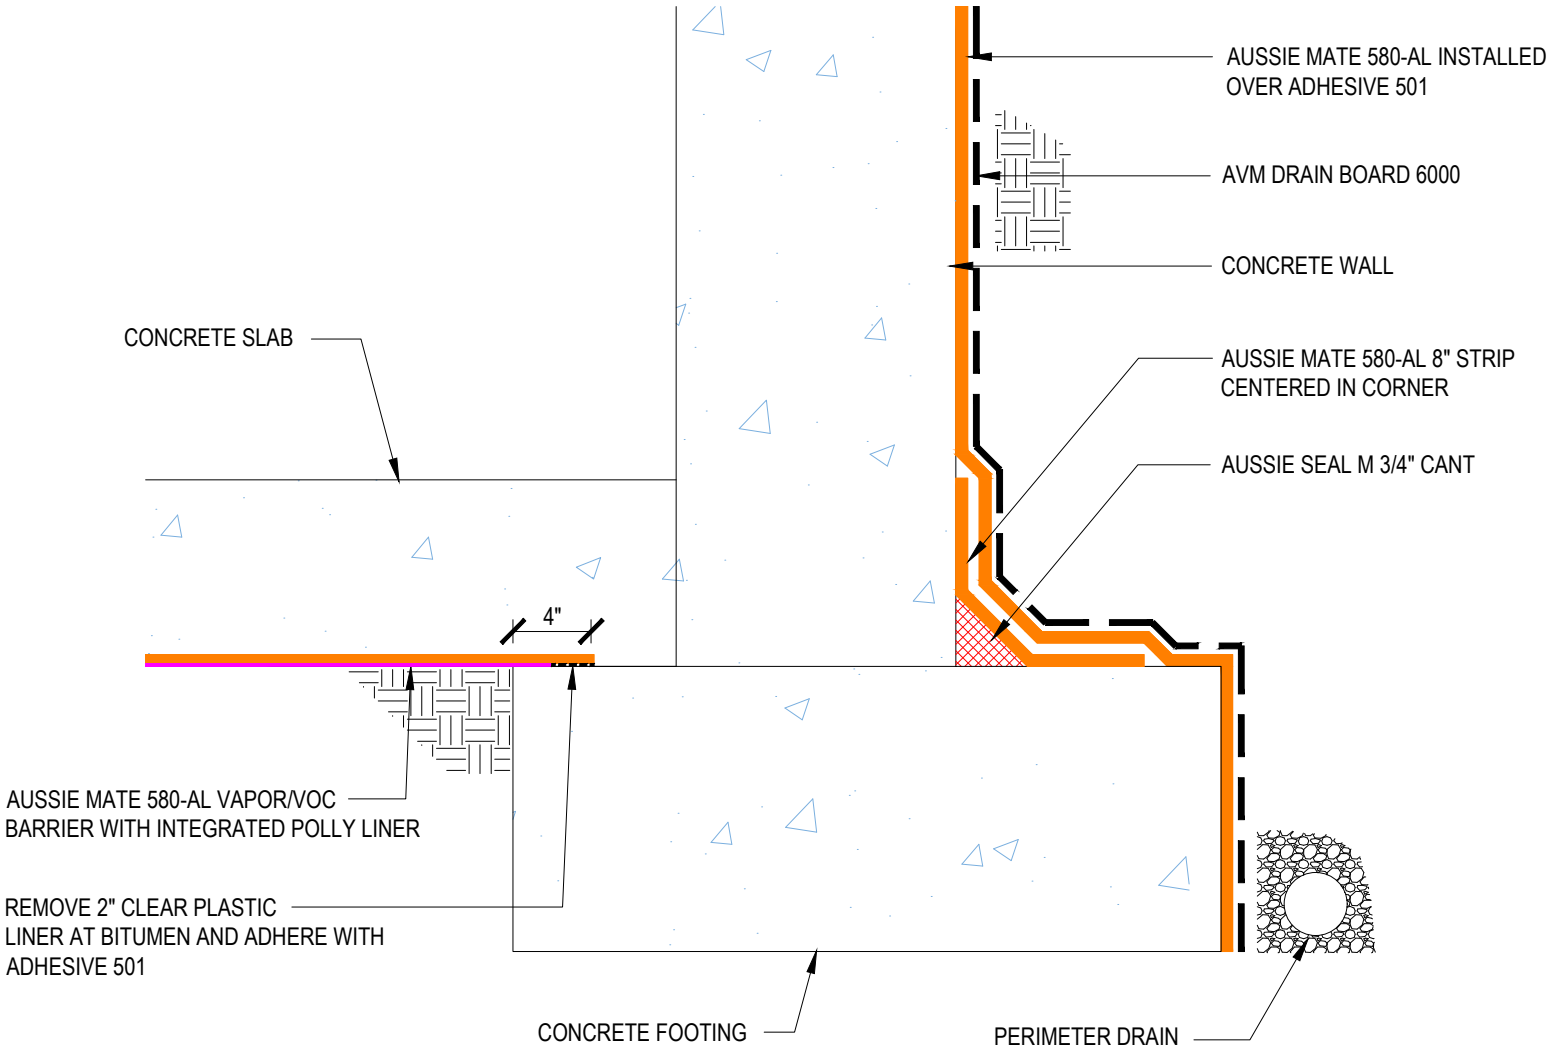 AUSSIE MATE 580-AL INSTALLED
OVER ADHESIVE 501
AVM DRAIN BOARD 6000
CONCRETE WALL
CONCRETE SLAB
AUSSIE MATE 580-AL 8" STRIP
CENTERED IN CORNER
AUSSIE SEAL M 3/4" CANT
4"
AUSSIE MATE 580-AL VAPOR/VOC
BARRIER WITH INTEGRATED POLLY LINER
REMOVE 2" CLEAR PLASTIC
LINER AT BITUMEN AND ADHERE WITH
ADHESIVE 501
CONCRETE FOOTING
PERIMETER DRAIN